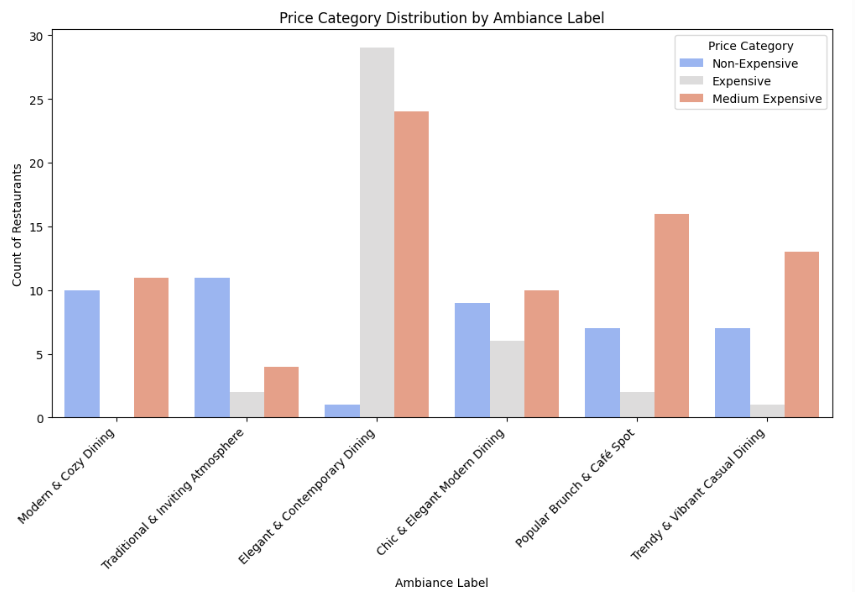 Price Category Distribution by Ambiance Label
Price Category
Non-Expensive
Expensive
Medium Expensive
Count of Restaurants
30
25
20
15
10
5
0
Modern & Cozy Dining
Traditional & Inviting Atmosphere
Elegant & Contemporary Dining
Chic & Elegant Modern Dining
Popular Brunch & Café Spot
Trendy & Vibrant Casual Dining
Ambiance Label